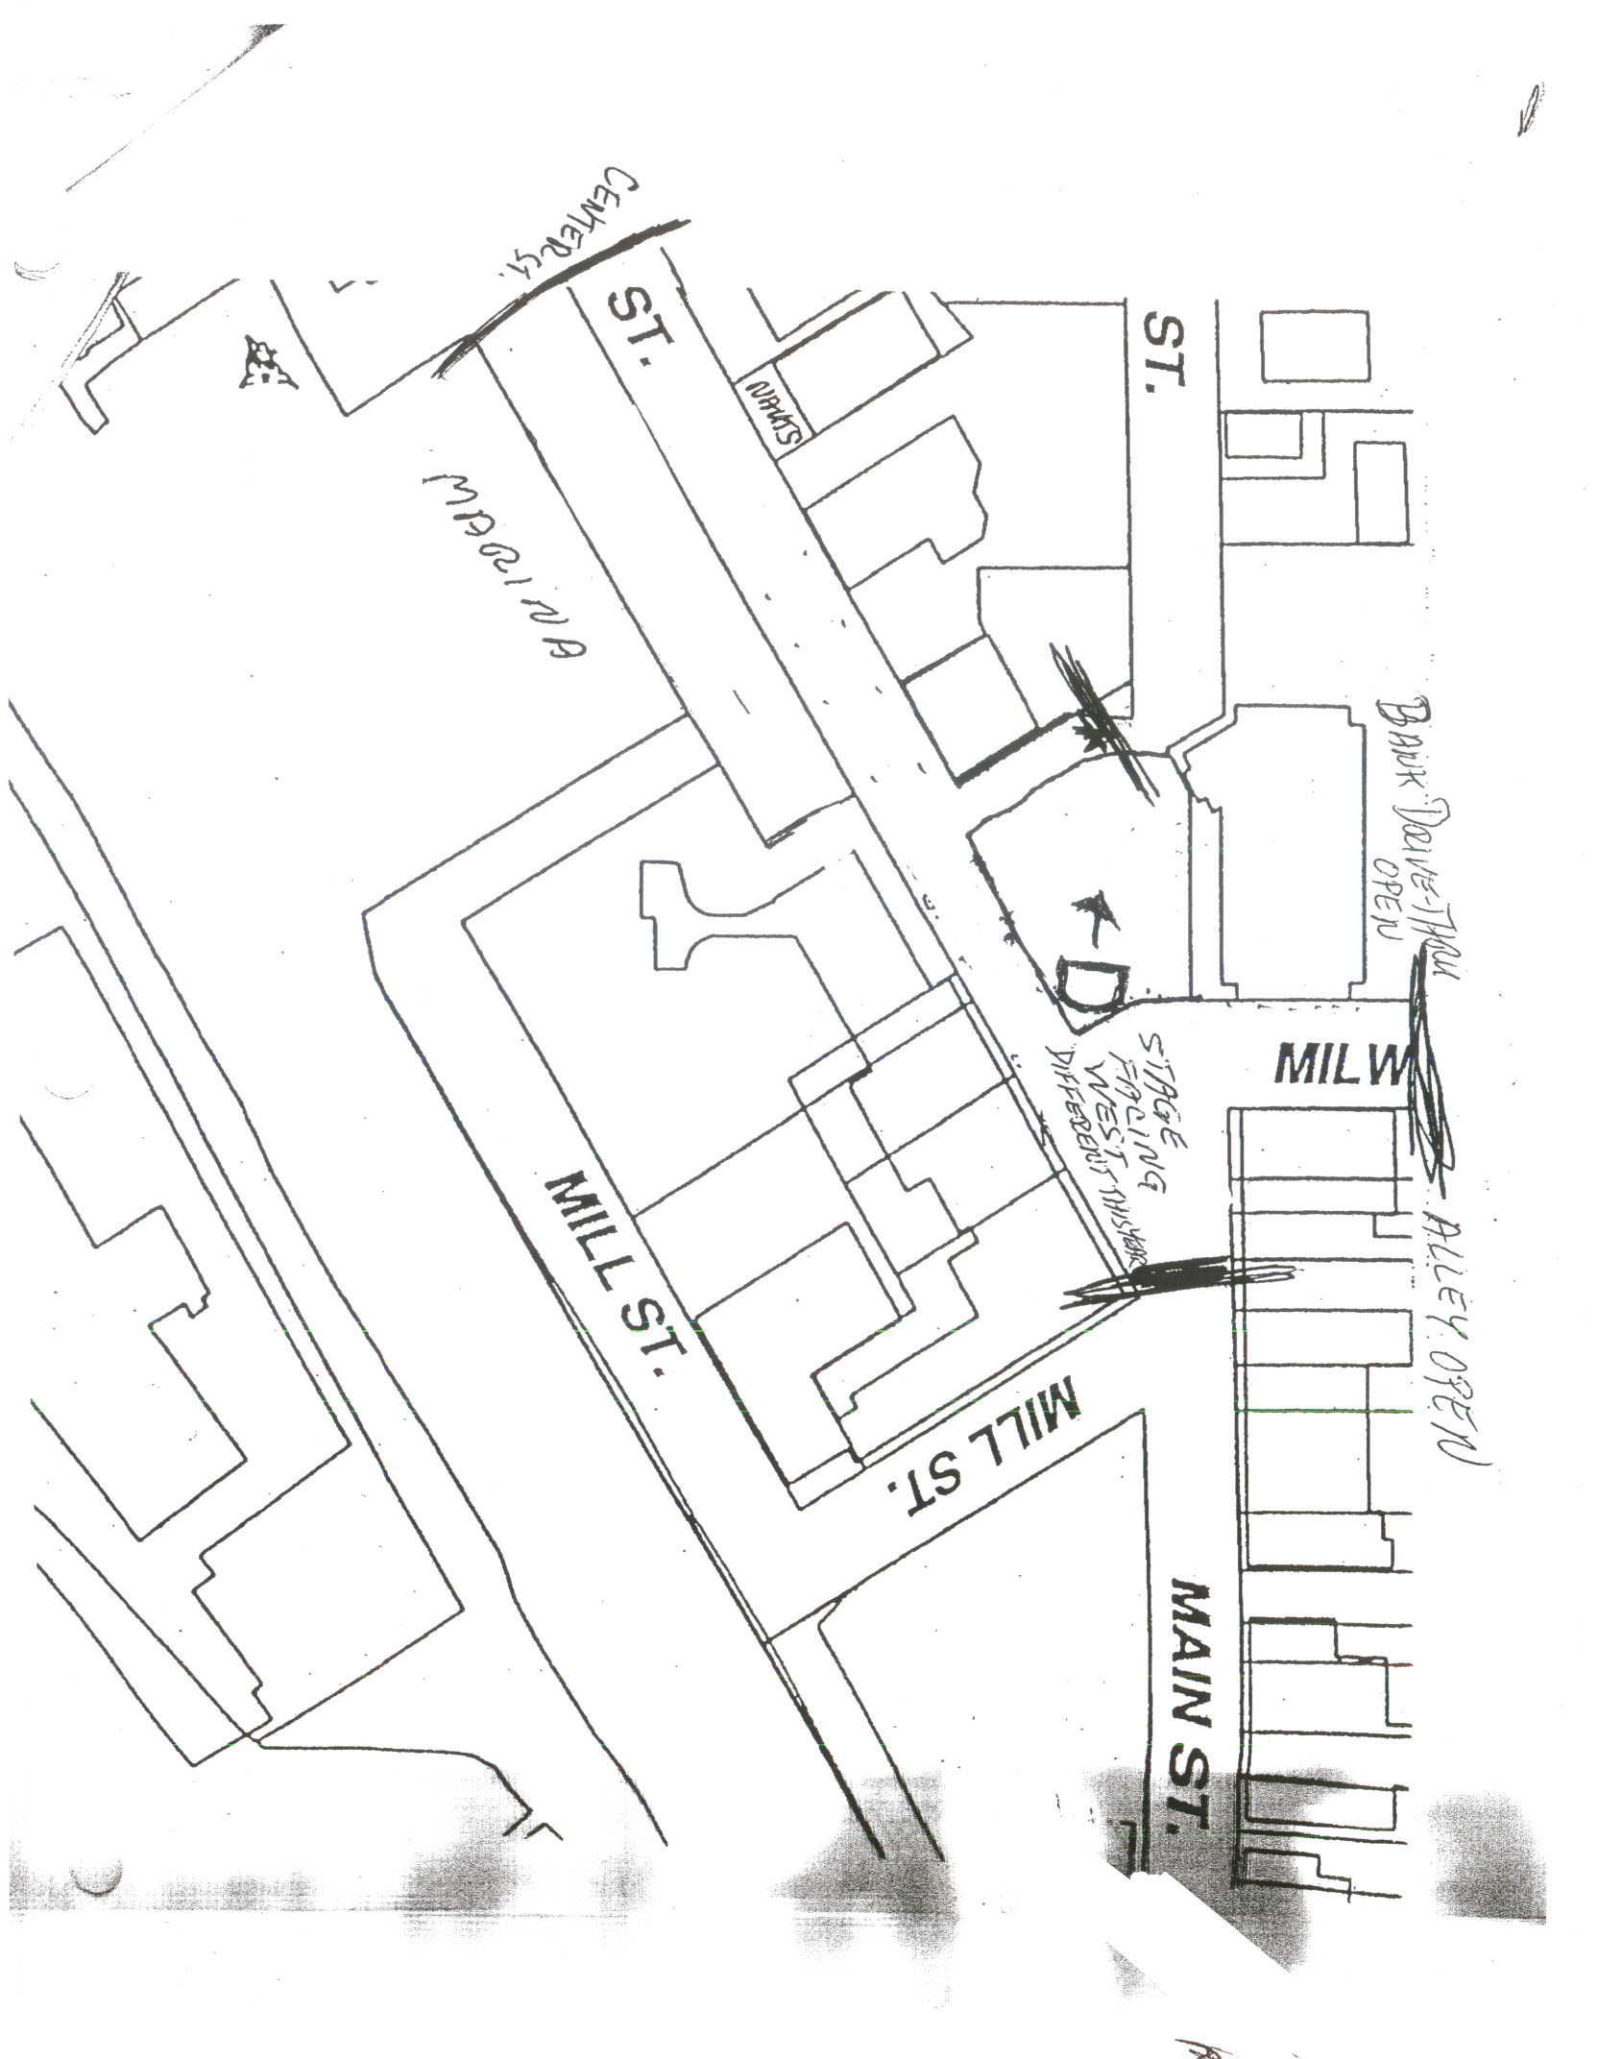 CENTER St.
ST.
ST.
NAUTS
MARINA
BANK DRIVE-THRU
OPEN
MILW
STAGE
FACING
WEST
DIFFERENT THIS YEAR
ALLEY OPEN
MILL ST.
MILL ST.
MAIN ST.